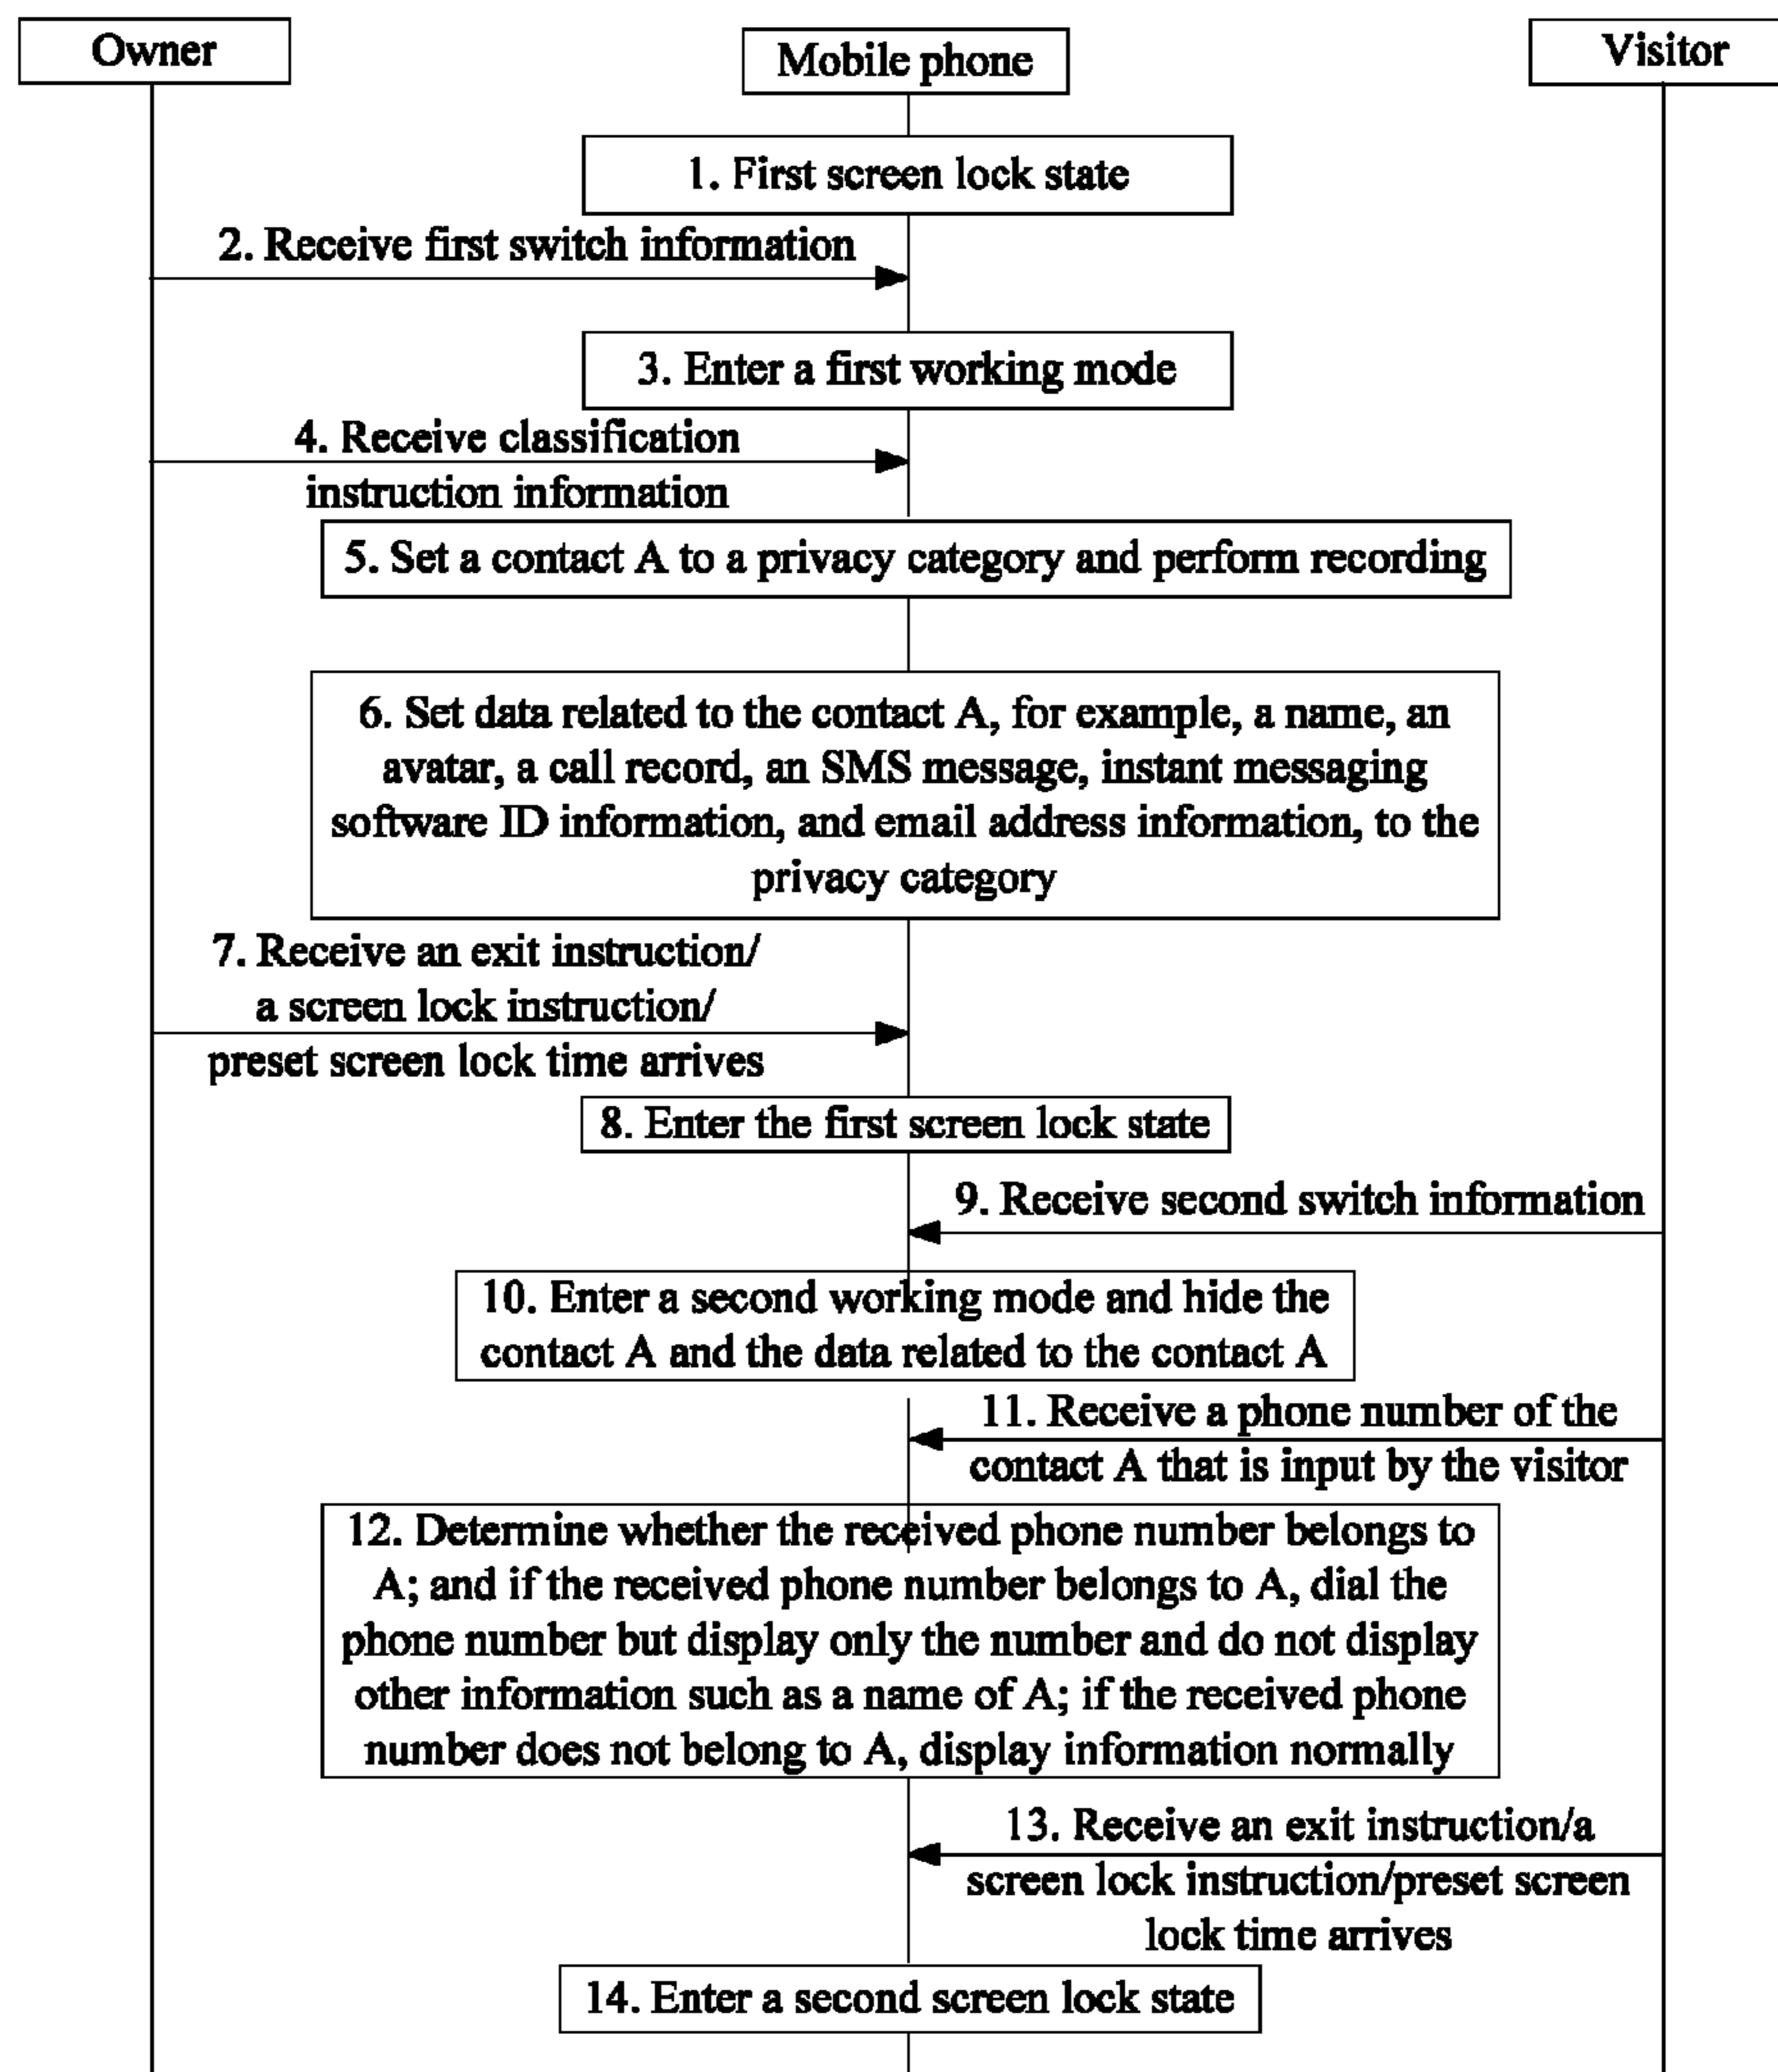 Owner
Mobile phone
Visitor
1. First screen lock state
2. Receive first switch information
3. Enter a first working mode
4. Receive classification
instruction information
5. Set a contact A to a privacy category and perform recording
6. Set data related to the contact A, for example, a name, an
avatar, a call record, an SMS message, instant messaging
software ID information, and email address information, to the
privacy category
7. Receive an exit instruction/
a screen lock instruction/
preset screen lock time arrives
8. Enter the first screen lock state
9. Receive second switch information
10. Enter a second working mode and hide the
contact A and the data related to the contact A
11. Receive a phone number of the
contact A that is input by the visitor
12. Determine whether the received phone number belongs to
A; and if the received phone number belongs to A, dial the
phone number but display only the number and do not display
other information such as a name of A; if the received phone
number does not belong to A, display information normally
13. Receive an exit instruction/a
screen lock instruction/preset screen
lock time arrives
14. Enter a second screen lock state